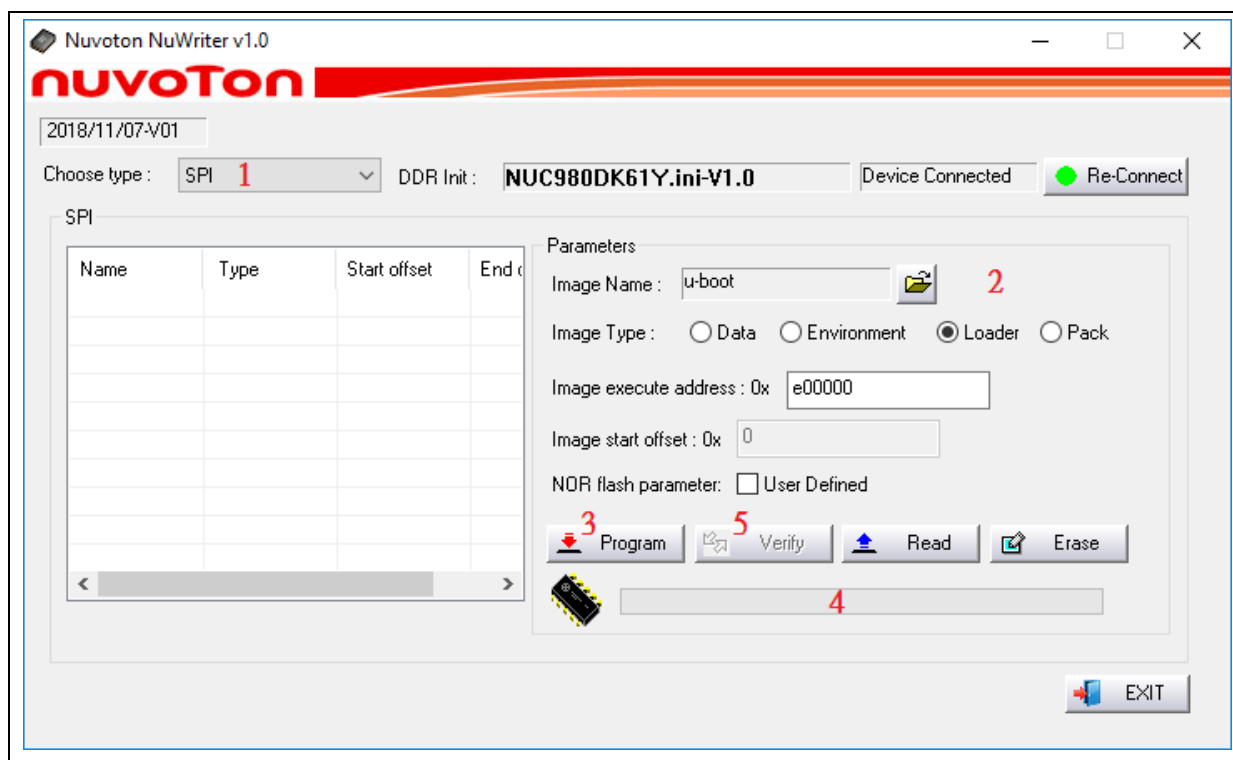 Nuvoton NuWriter v1.0
nuvoTon
2018/11/07-V01
Choose type : SPI 1 DDR Init : NUC980DK61Y.ini-V1.0 Device Connected Re-Connect
SPI
Parameters
Name Type Start offset End
Image Name : u-boot 2
Image Type : Data Environment Loader Pack
Image execute address : 0x e00000
Image start offset : 0x 0
NOR flash parameter: User Defined
3 Program 5 Verify Read Erase
4
EXIT